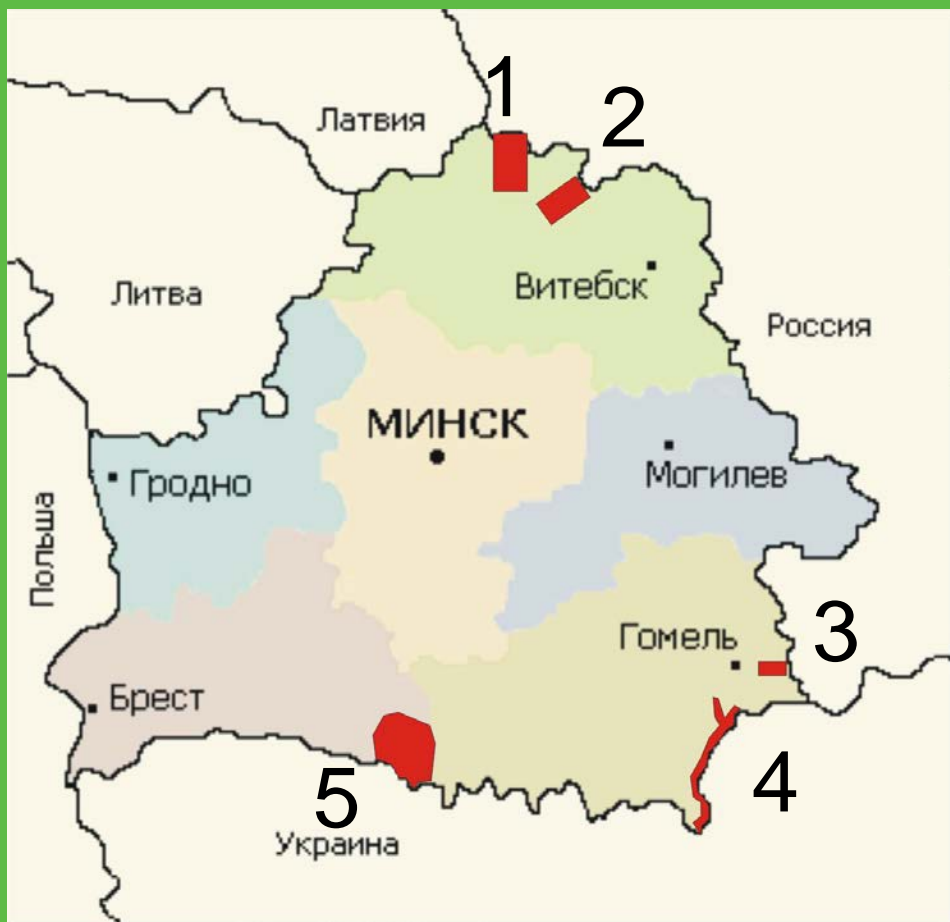 1
2
Латвия
Литва
Витебск
Россия
МИНСК
Могилев
Гродно
Польша
Гомель
3
Брест
4
5
Украина